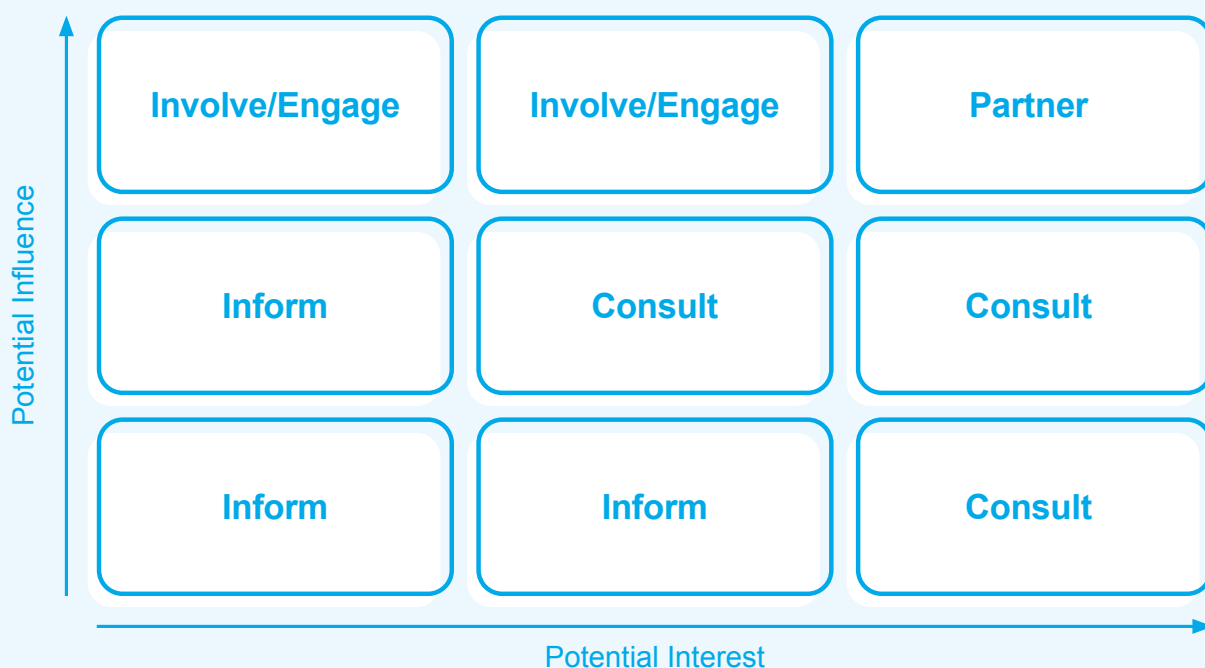 Involve/Engage
Involve/Engage
Partner
Potential Influence
Inform
Consult
Consult
Inform
Inform
Consult
Potential Interest